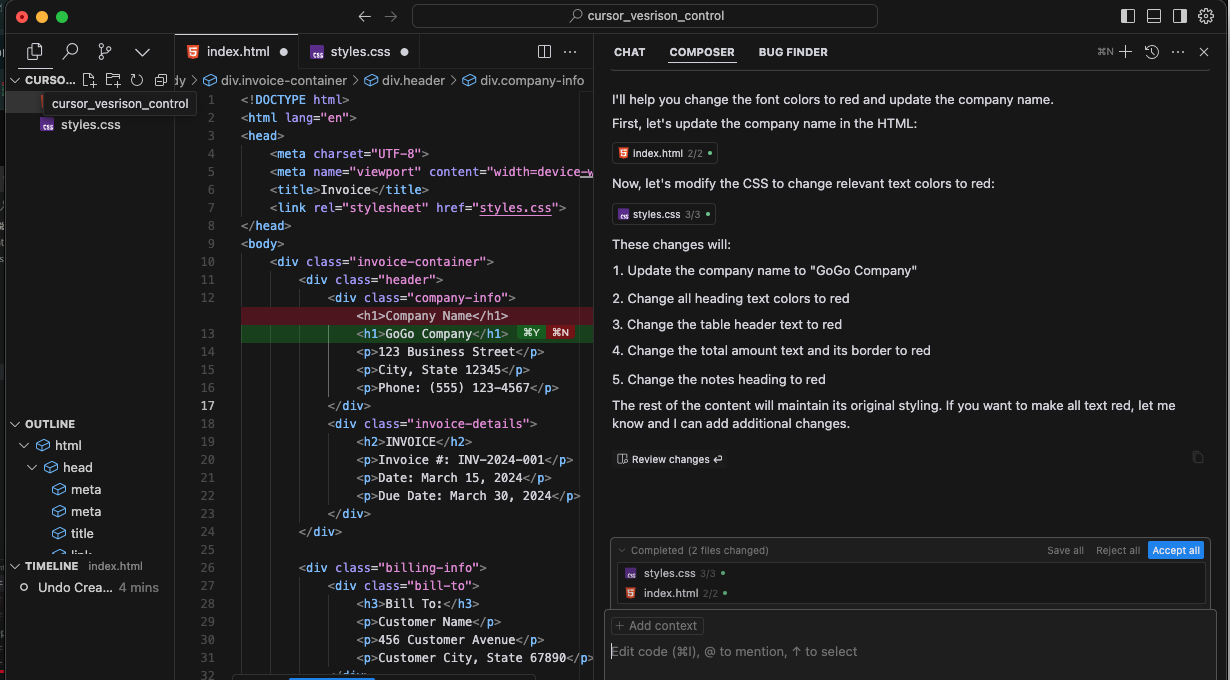 cursor_vesrison_control
index.html
styles.css
CHAT
COMPOSER
BUG FINDER
⌘N
CURSO...
dy > div.invoice-container > div.header > div.company-info
cursor_vesrison_control
styles.css
1 <!DOCTYPE html>
2 <html lang="en">
3 <head>
4 <meta charset="UTF-8">
5 <meta name="viewport" content="width=device-w
6 <title>Invoice</title>
7 <link rel="stylesheet" href="styles.css">
8 </head>
9 <body>
10 <div class="invoice-container">
11 <div class="header">
12 <div class="company-info">
<h1>Company Name</h1>
13 <h1>GoGo Company</h1> ⌘Y ⌘N
14 <p>123 Business Street</p>
15 <p>City, State 12345</p>
16 <p>Phone: (555) 123-4567</p>
17 </div>
18 <div class="invoice-details">
19 <h2>INVOICE</h2>
20 <p>Invoice #: INV-2024-001</p>
21 <p>Date: March 15, 2024</p>
22 <p>Due Date: March 30, 2024</p>
23 </div>
24 </div>
25
26 <div class="billing-info">
27 <div class="bill-to">
28 <h3>Bill To:</h3>
29 <p>Customer Name</p>
30 <p>456 Customer Avenue</p>
31 <p>Customer City, State 67890</p>
32 </div>
OUTLINE
html
head
meta
meta
title
link
TIMELINE index.html
Undo Crea... 4 mins
I'll help you change the font colors to red and update the company name.
First, let's update the company name in the HTML:
index.html 2/2
Now, let's modify the CSS to change relevant text colors to red:
styles.css 3/3
These changes will:
1. Update the company name to "GoGo Company"
2. Change all heading text colors to red
3. Change the table header text to red
4. Change the total amount text and its border to red
5. Change the notes heading to red
The rest of the content will maintain its original styling. If you want to make all text red, let me
know and I can add additional changes.
Review changes ⏎
Completed (2 files changed)
Save all
Reject all
Accept all
styles.css 3/3
index.html 2/2
+ Add context
Edit code (⌘I), @ to mention, ↑ to select